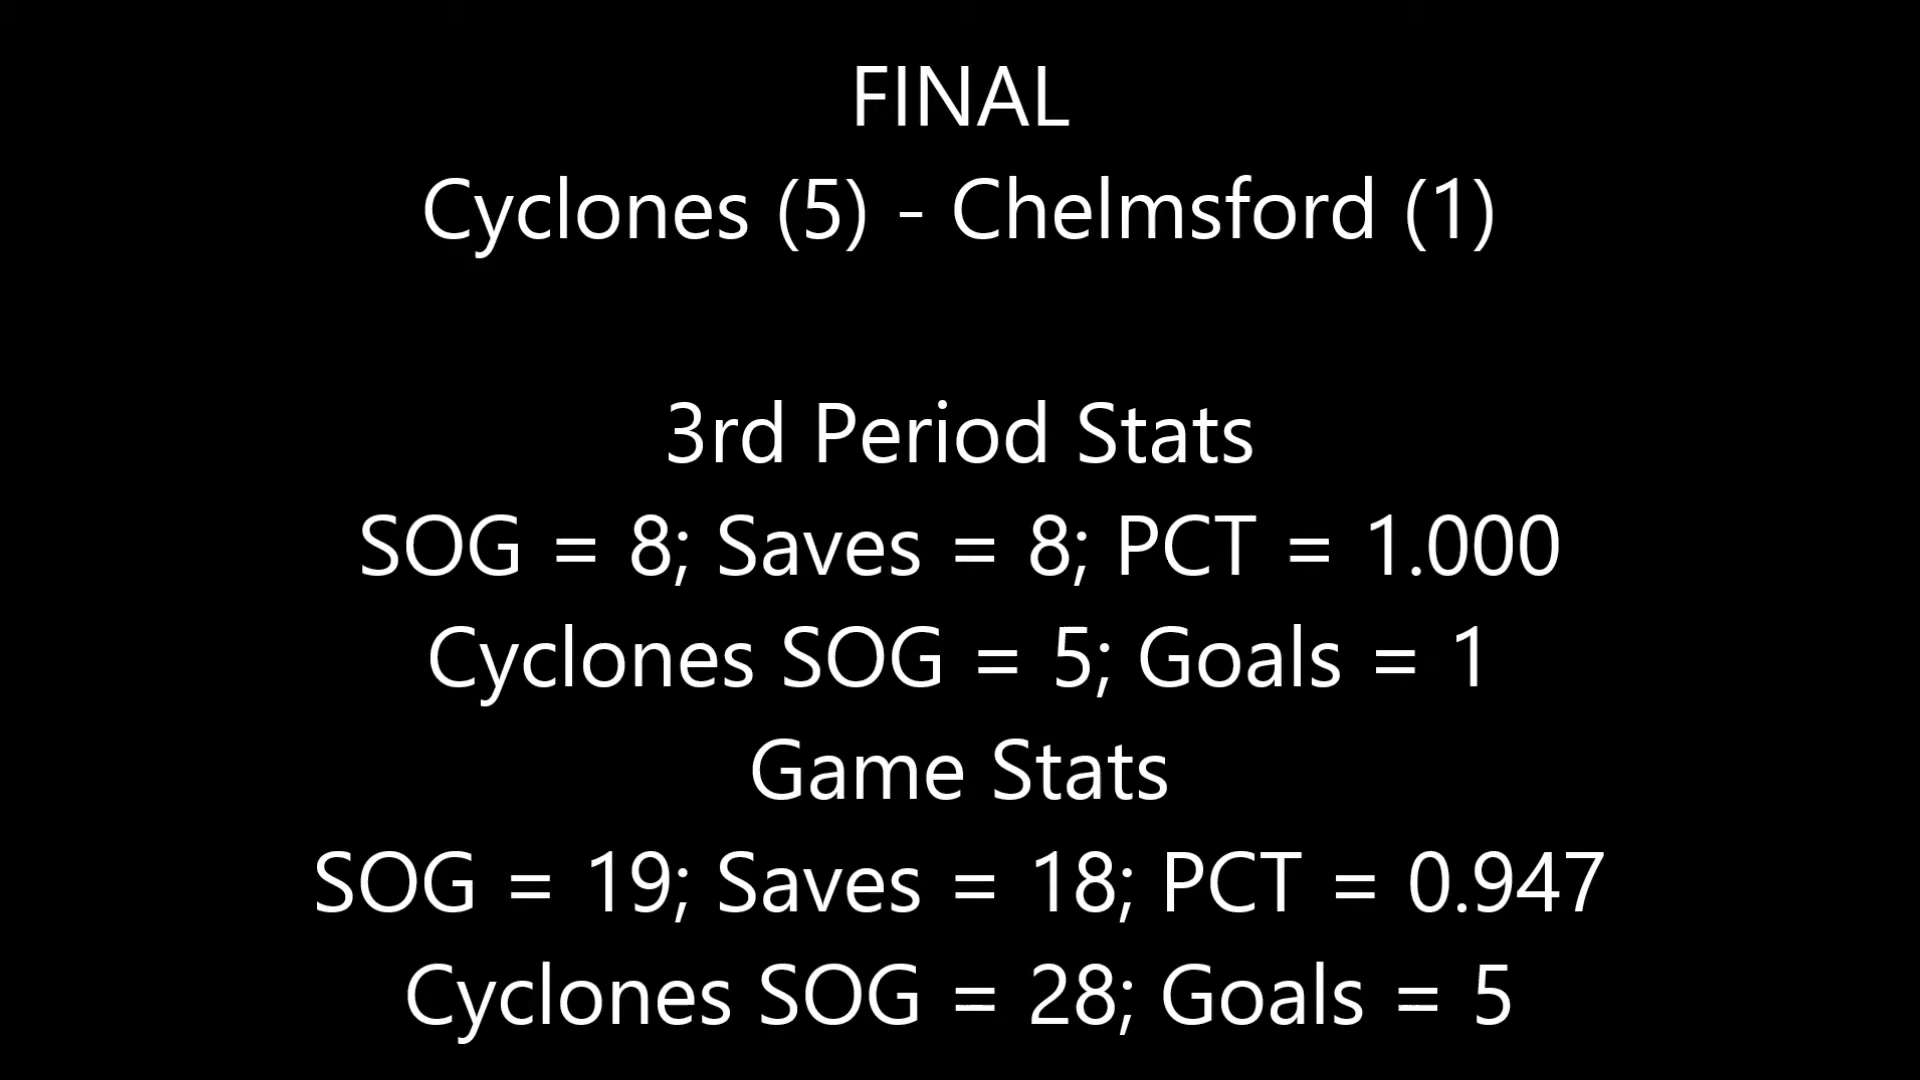 FINAL
Cyclones (5) - Chelmsford (1)
3rd Period Stats
SOG = 8; Saves = 8; PCT = 1.000
Cyclones SOG = 5; Goals = 1
Game Stats
SOG = 19; Saves = 18; PCT = 0.947
Cyclones SOG = 28; Goals = 5